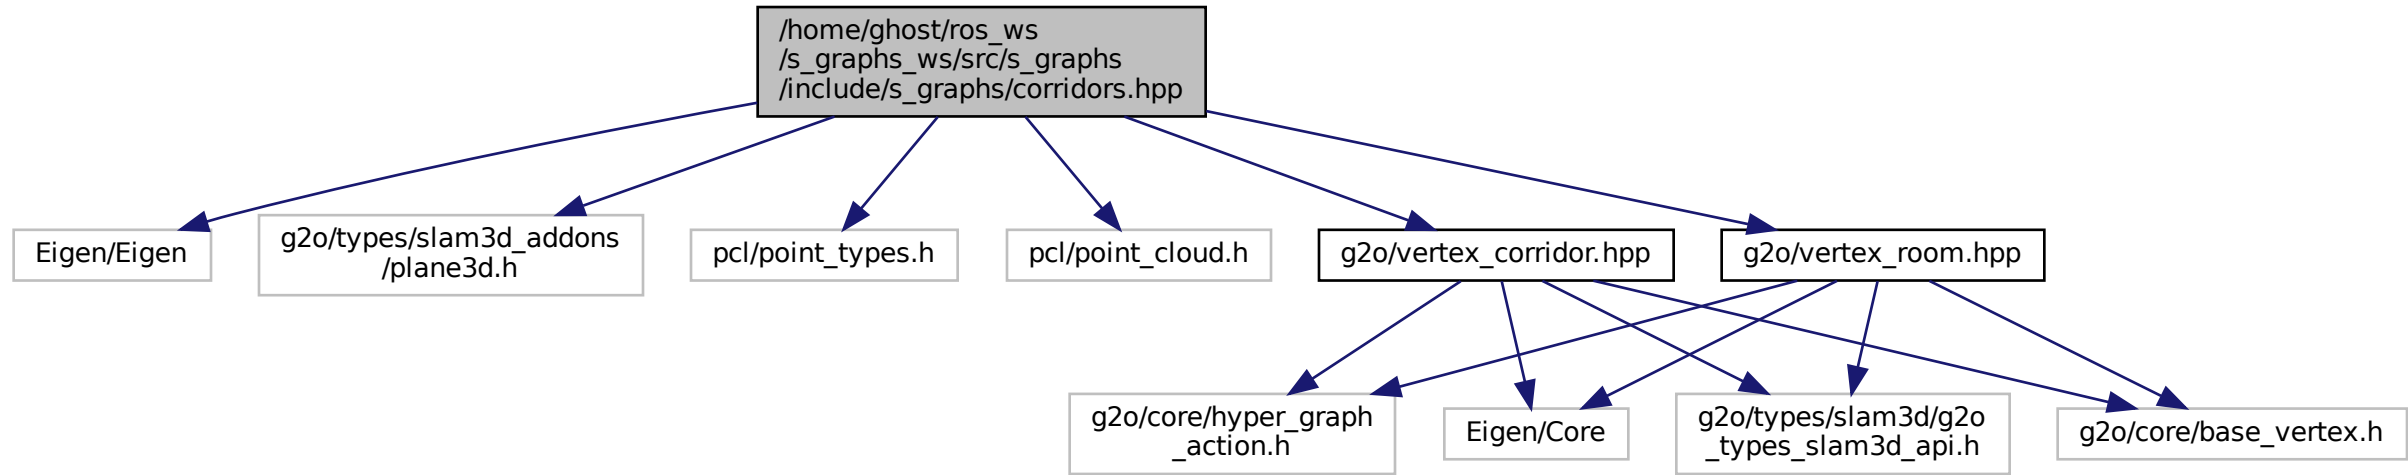 /home/ghost/ros_ws
/s_graphs_ws/src/s_graphs
/include/s_graphs/corridors.hpp
Eigen/Eigen
g2o/types/slam3d_addons
/plane3d.h
pcl/point_types.h
pcl/point_cloud.h
g2o/vertex_corridor.hpp
g2o/vertex_room.hpp
g2o/core/hyper_graph
_action.h
Eigen/Core
g2o/types/slam3d/g2o
_types_slam3d_api.h
g2o/core/base_vertex.h